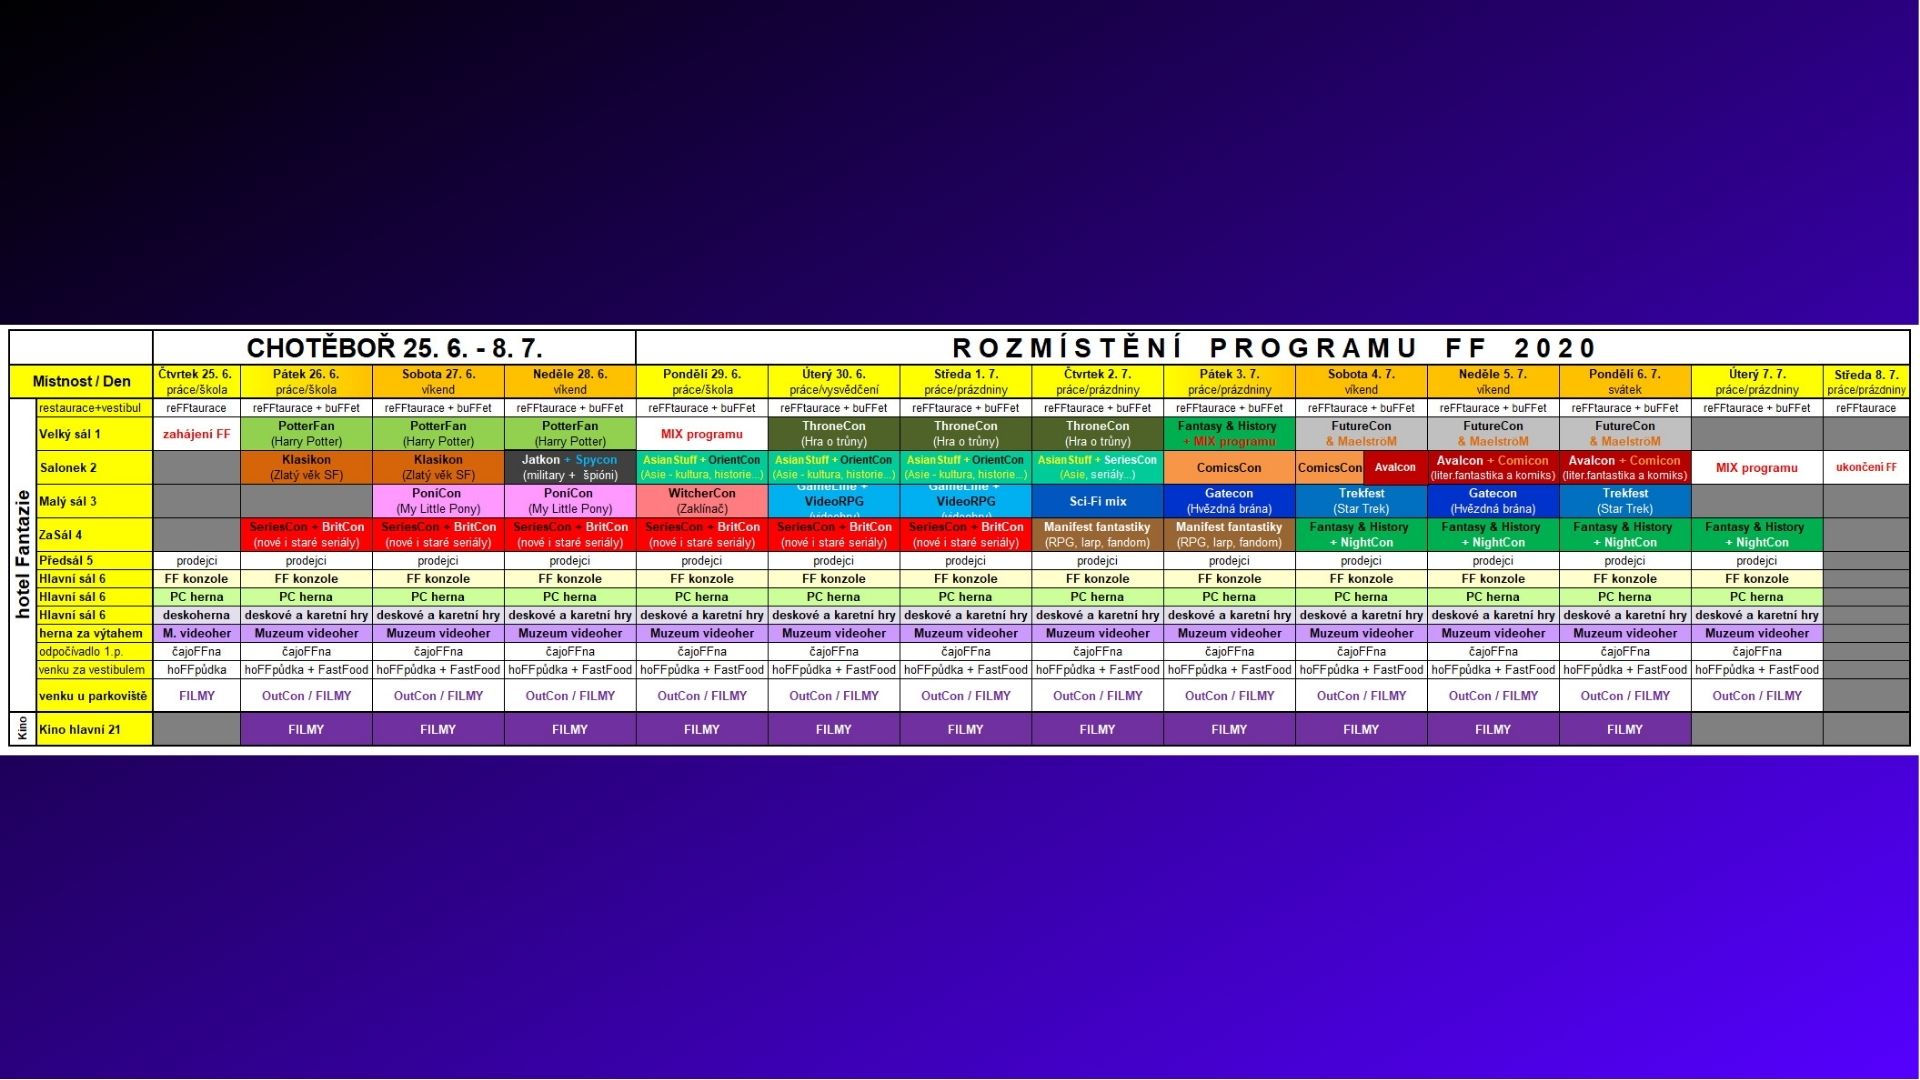 CHOTĚBOŘ 25. 6. - 8. 7.
ROZMÍSTĚNÍ PROGRAMU FF 2020
Místnost / Den
Čtvrtek 25. 6. Pátek 26. 6. Sobota 27. 6. Neděle 28. 6. Pondělí 29. 6. Úterý 30. 6. Středa 1. 7. Čtvrtek 2. 7. Pátek 3. 7. Sobota 4. 7. Neděle 5. 7. Pondělí 6. 7. Úterý 7. 7. Středa 8. 7.
práce/škola práce/škola víkend víkend práce/škola práce/vysvědčení práce/prázdniny práce/prázdniny práce/prázdniny víkend víkend svátek práce/prázdniny práce/prázdniny
hotel Fantazie
restaurace+vestibul reFFtaurace reFFtaurace + buFFet reFFtaurace + buFFet reFFtaurace + buFFet reFFtaurace + buFFet reFFtaurace + buFFet reFFtaurace + buFFet reFFtaurace + buFFet reFFtaurace + buFFet reFFtaurace + buFFet reFFtaurace + buFFet reFFtaurace + buFFet reFFtaurace + buFFet reFFtaurace
Velký sál 1 zahájení FF PotterFan PotterFan PotterFan MIX programu ThroneCon ThroneCon ThroneCon Fantasy & History FutureCon FutureCon FutureCon
(Harry Potter) (Harry Potter) (Harry Potter) (Hra o trůny) (Hra o trůny) (Hra o trůny) + MIX programu & MaelströM & MaelströM & MaelströM
Salonek 2 Klasikon Klasikon Jatkon + Spycon AsianStuff + OrientCon AsianStuff + OrientCon AsianStuff + OrientCon AsianStuff + SeriesCon ComicsCon ComicsCon Avalcon Avalcon + Comicon Avalcon + Comicon MIX programu ukončení FF
(Zlatý věk SF) (Zlatý věk SF) (military + špióni) (Asie - kultura, historie...) (Asie - kultura, historie...) (Asie - kultura, historie...) (Asie, seriály...) (liter.fantastika a komiks) (liter.fantastika a komiks)
Malý sál 3 PoniCon PoniCon WitcherCon GameLine + VideoRPG GameLine + VideoRPG Sci-Fi mix Gatecon Trekfest Gatecon Trekfest
(My Little Pony) (My Little Pony) (Zaklínač) (videohry) (videohry) (Hvězdná brána) (Star Trek) (Hvězdná brána) (Star Trek)
ZaSál 4 SeriesCon + BritCon SeriesCon + BritCon SeriesCon + BritCon SeriesCon + BritCon SeriesCon + BritCon SeriesCon + BritCon Manifest fantastiky Manifest fantastiky Fantasy & History Fantasy & History Fantasy & History Fantasy & History
(nové i staré seriály) (nové i staré seriály) (nové i staré seriály) (nové i staré seriály) (nové i staré seriály) (nové i staré seriály) (RPG, larp, fandom) (RPG, larp, fandom) + NightCon + NightCon + NightCon + NightCon
Předsál 5 prodejci prodejci prodejci prodejci prodejci prodejci prodejci prodejci prodejci prodejci prodejci prodejci prodejci
Hlavní sál 6 FF konzole FF konzole FF konzole FF konzole FF konzole FF konzole FF konzole FF konzole FF konzole FF konzole FF konzole FF konzole FF konzole
Hlavní sál 6 PC herna PC herna PC herna PC herna PC herna PC herna PC herna PC herna PC herna PC herna PC herna PC herna PC herna
Hlavní sál 6 deskoherna deskové a karetní hry deskové a karetní hry deskové a karetní hry deskové a karetní hry deskové a karetní hry deskové a karetní hry deskové a karetní hry deskové a karetní hry deskové a karetní hry deskové a karetní hry deskové a karetní hry deskové a karetní hry
herna za výtahem M. videoher Muzeum videoher Muzeum videoher Muzeum videoher Muzeum videoher Muzeum videoher Muzeum videoher Muzeum videoher Muzeum videoher Muzeum videoher Muzeum videoher Muzeum videoher Muzeum videoher
odpočívadlo 1.p. čajoFFna čajoFFna čajoFFna čajoFFna čajoFFna čajoFFna čajoFFna čajoFFna čajoFFna čajoFFna čajoFFna čajoFFna čajoFFna
venku za vestibulem hoFFpůdka hoFFpůdka + FastFood hoFFpůdka + FastFood hoFFpůdka + FastFood hoFFpůdka + FastFood hoFFpůdka + FastFood hoFFpůdka + FastFood hoFFpůdka + FastFood hoFFpůdka + FastFood hoFFpůdka + FastFood hoFFpůdka + FastFood hoFFpůdka + FastFood hoFFpůdka + FastFood
venku u parkoviště FILMY OutCon / FILMY OutCon / FILMY OutCon / FILMY OutCon / FILMY OutCon / FILMY OutCon / FILMY OutCon / FILMY OutCon / FILMY OutCon / FILMY OutCon / FILMY OutCon / FILMY OutCon / FILMY
Kino
Kino hlavní 21 FILMY FILMY FILMY FILMY FILMY FILMY FILMY FILMY FILMY FILMY FILMY